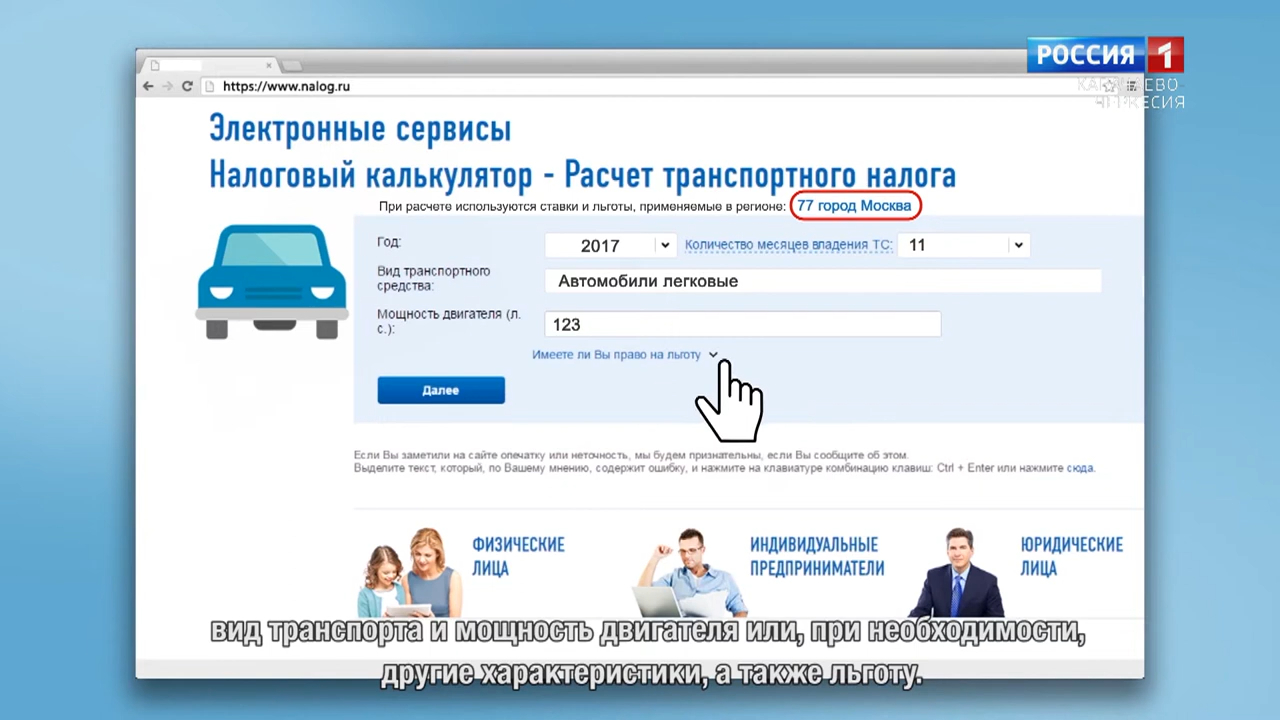 РОССИЯ 1
КАРАЧАЕВО-
ЧЕРКЕСИЯ
https://www.nalog.ru
Электронные сервисы
Налоговый калькулятор - Расчет транспортного налога
При расчете используются ставки и льготы, применяемые в регионе: 77 город Москва
Год: 2017 Количество месяцев владения ТС: 11
Вид транспортного
средства: Автомобили легковые
Мощность двигателя (л.
с.): 123
Имеете ли Вы право на льготу
Далее
Если Вы заметили на сайте опечатку или неточность, мы будем признательны, если Вы сообщите об этом.
Выделите текст, который, по Вашему мнению, содержит ошибку, и нажмите на клавиатуре комбинацию клавиш: Ctrl + Enter или нажмите сюда.
ФИЗИЧЕСКИЕ
ЛИЦА
ИНДИВИДУАЛЬНЫЕ
ПРЕДПРИНИМАТЕЛИ
ЮРИДИЧЕСКИЕ
ЛИЦА
вид транспорта и мощность двигателя или, при необходимости,
другие характеристики, а также льготу.